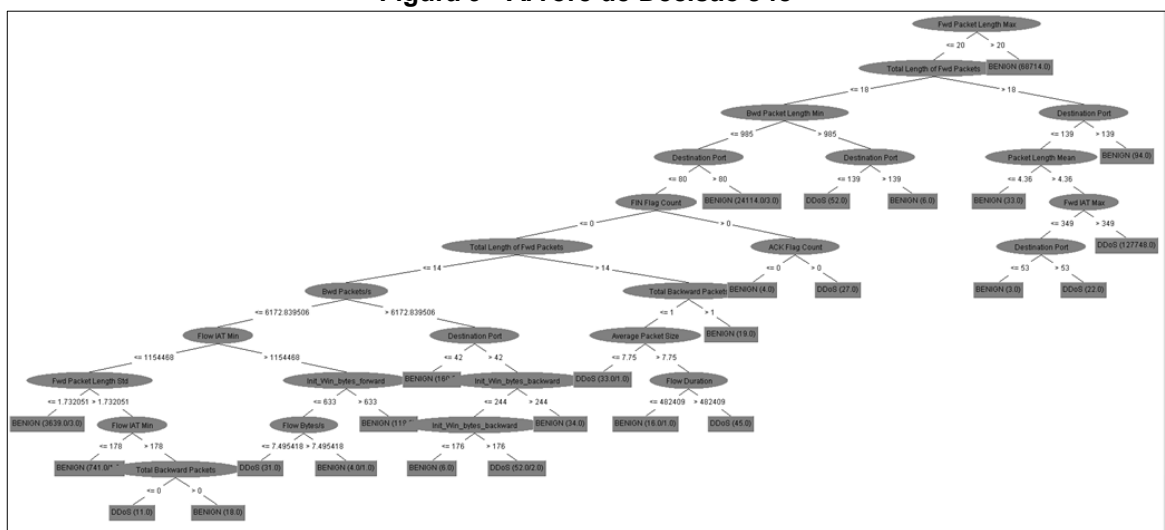 Fwd Packet Length Max
<= 20 > 20
Total Length of Fwd Packets BENIGN (68714.0)
<= 18 > 18
Bwd Packet Length Min Destination Port
<= 985 > 985 <= 139 > 139
Destination Port Destination Port Packet Length Mean BENIGN (94.0)
<= 80 > 80 <= 139 > 139 <= 4.36 > 4.36
FIN Flag Count BENIGN (24114.0/3.0) DDoS (52.0) BENIGN (6.0) BENIGN (33.0) Fwd IAT Max
<= 0 > 0 <= 349 > 349
Total Length of Fwd Packets ACK Flag Count Destination Port DDoS (127748.0)
<= 14 > 14 <= 0 > 0 <= 53 > 53
Bwd Packets/s Total Backward Packets BENIGN (4.0) DDoS (27.0) BENIGN (3.0) DDoS (22.0)
<= 6172.839506 > 6172.839506 <= 1 > 1
Flow IAT Min Destination Port Average Packet Size BENIGN (19.0)
<= 1154468 > 1154468 <= 42 > 42 <= 7.75 > 7.75
Fwd Packet Length Std Init_Win_bytes_forward BENIGN Init_Win_bytes_backward DDoS (33.0/1.0) Flow Duration
<= 1.732051 > 1.732051 <= 633 > 633 <= 244 > 244 <= 482409 > 482409
BENIGN (3639.0/3.0) Flow IAT Min Flow Bytes/s BENIGN Init_Win_bytes_backward BENIGN (34.0) BENIGN (16.0/1.0) DDoS (45.0)
<= 178 > 178 <= 7.495418 > 7.495418 <= 176 > 176
BENIGN Total Backward Packets DDoS (31.0) BENIGN (4.0/1.0) BENIGN (6.0) DDoS (52.0/2.0)
<= 0 > 0
DDoS (11.0) BENIGN (18.0)